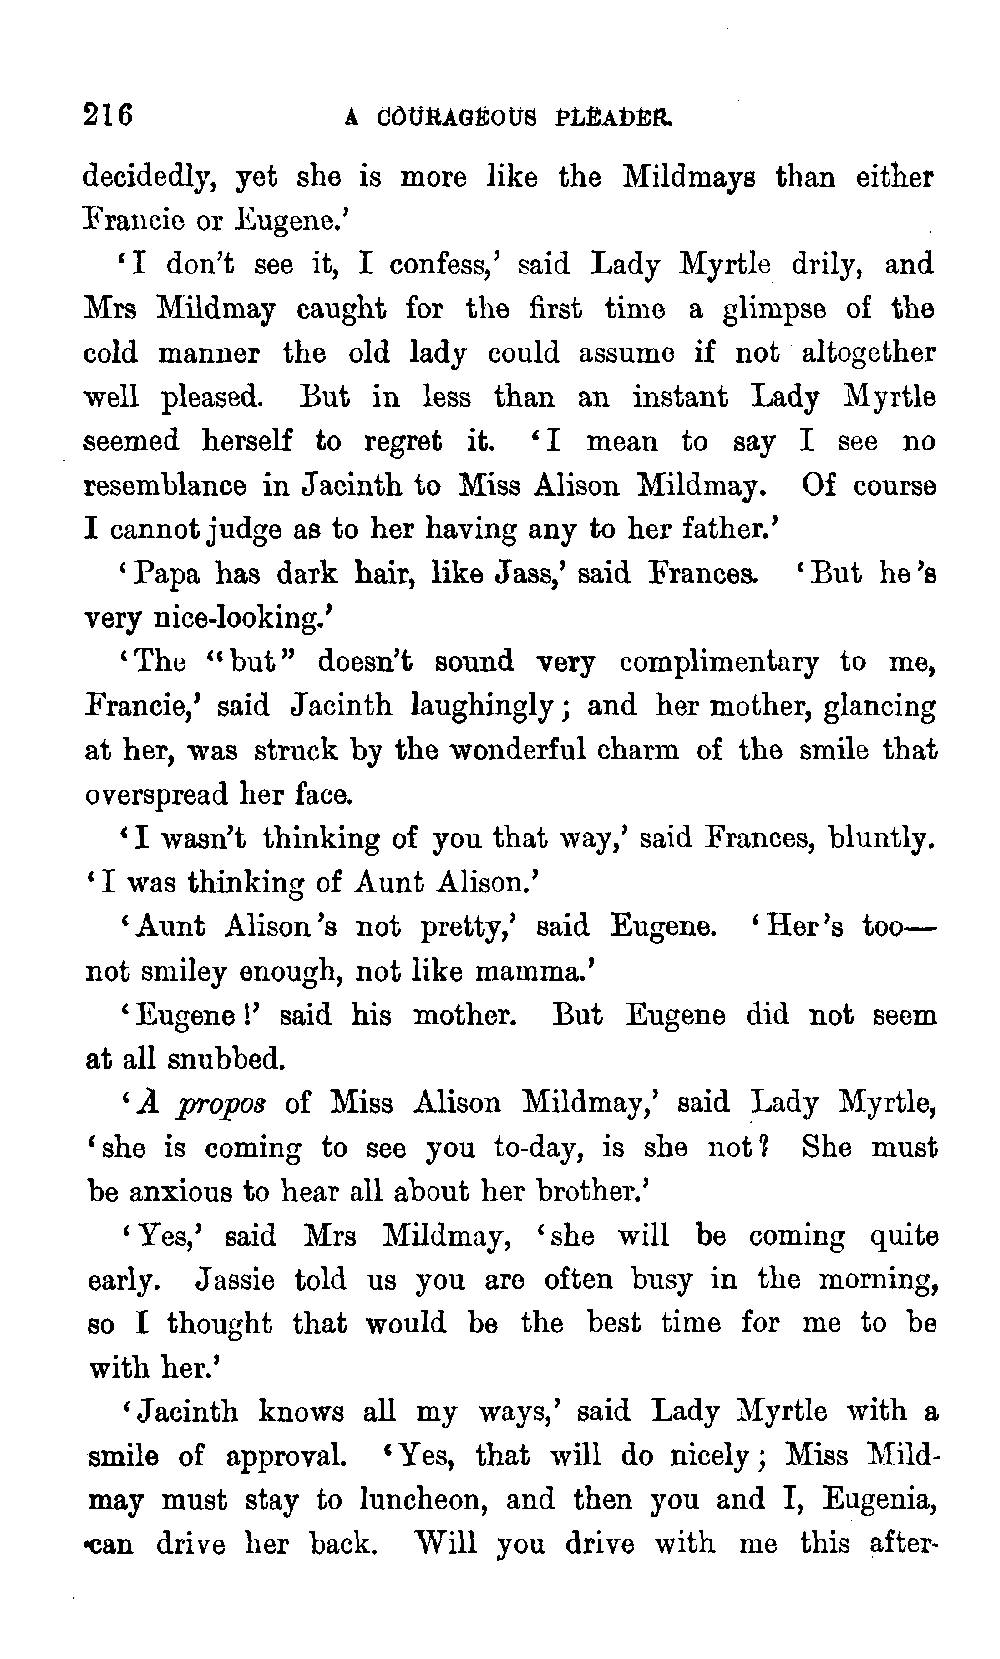 216 A COURAGEOUS PLEADER.
decidedly, yet she is more like the Mildmays than either
Francie or Eugene.’
‘I don’t see it, I confess,’ said Lady Myrtle drily, and
Mrs Mildmay caught for the first time a glimpse of the
cold manner the old lady could assume if not altogether
well pleased. But in less than an instant Lady Myrtle
seemed herself to regret it. ‘I mean to say I see no
resemblance in Jacinth to Miss Alison Mildmay. Of course
I cannot judge as to her having any to her father.’
‘Papa has dark hair, like Jass,’ said Frances. ‘But he’s
very nice-looking.’
‘The “but” doesn’t sound very complimentary to me,
Francie,’ said Jacinth laughingly; and her mother, glancing
at her, was struck by the wonderful charm of the smile that
overspread her face.
‘I wasn’t thinking of you that way,’ said Frances, bluntly.
‘I was thinking of Aunt Alison.’
‘Aunt Alison’s not pretty,’ said Eugene. ‘Her’s too—
not smiley enough, not like mamma.’
‘Eugene!’ said his mother. But Eugene did not seem
at all snubbed.
‘À propos of Miss Alison Mildmay,’ said Lady Myrtle,
‘she is coming to see you to-day, is she not? She must
be anxious to hear all about her brother.’
‘Yes,’ said Mrs Mildmay, ‘she will be coming quite
early. Jassie told us you are often busy in the morning,
so I thought that would be the best time for me to be
with her.’
‘Jacinth knows all my ways,’ said Lady Myrtle with a
smile of approval. ‘Yes, that will do nicely; Miss Mild-
may must stay to luncheon, and then you and I, Eugenia,
can drive her back. Will you drive with me this after-